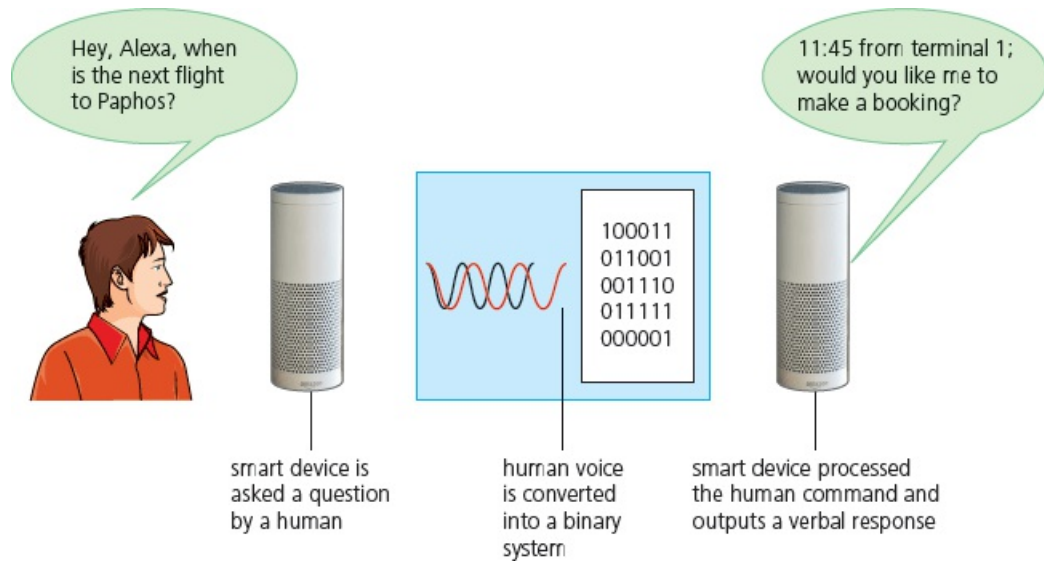 Hey, Alexa, when
is the next flight
to Paphos?
11:45 from terminal 1;
would you like me to
make a booking?
100011
011001
001110
011111
000001
smart device is
asked a question
by a human
human voice
is converted
into a binary
system
smart device processed
the human command and
outputs a verbal response